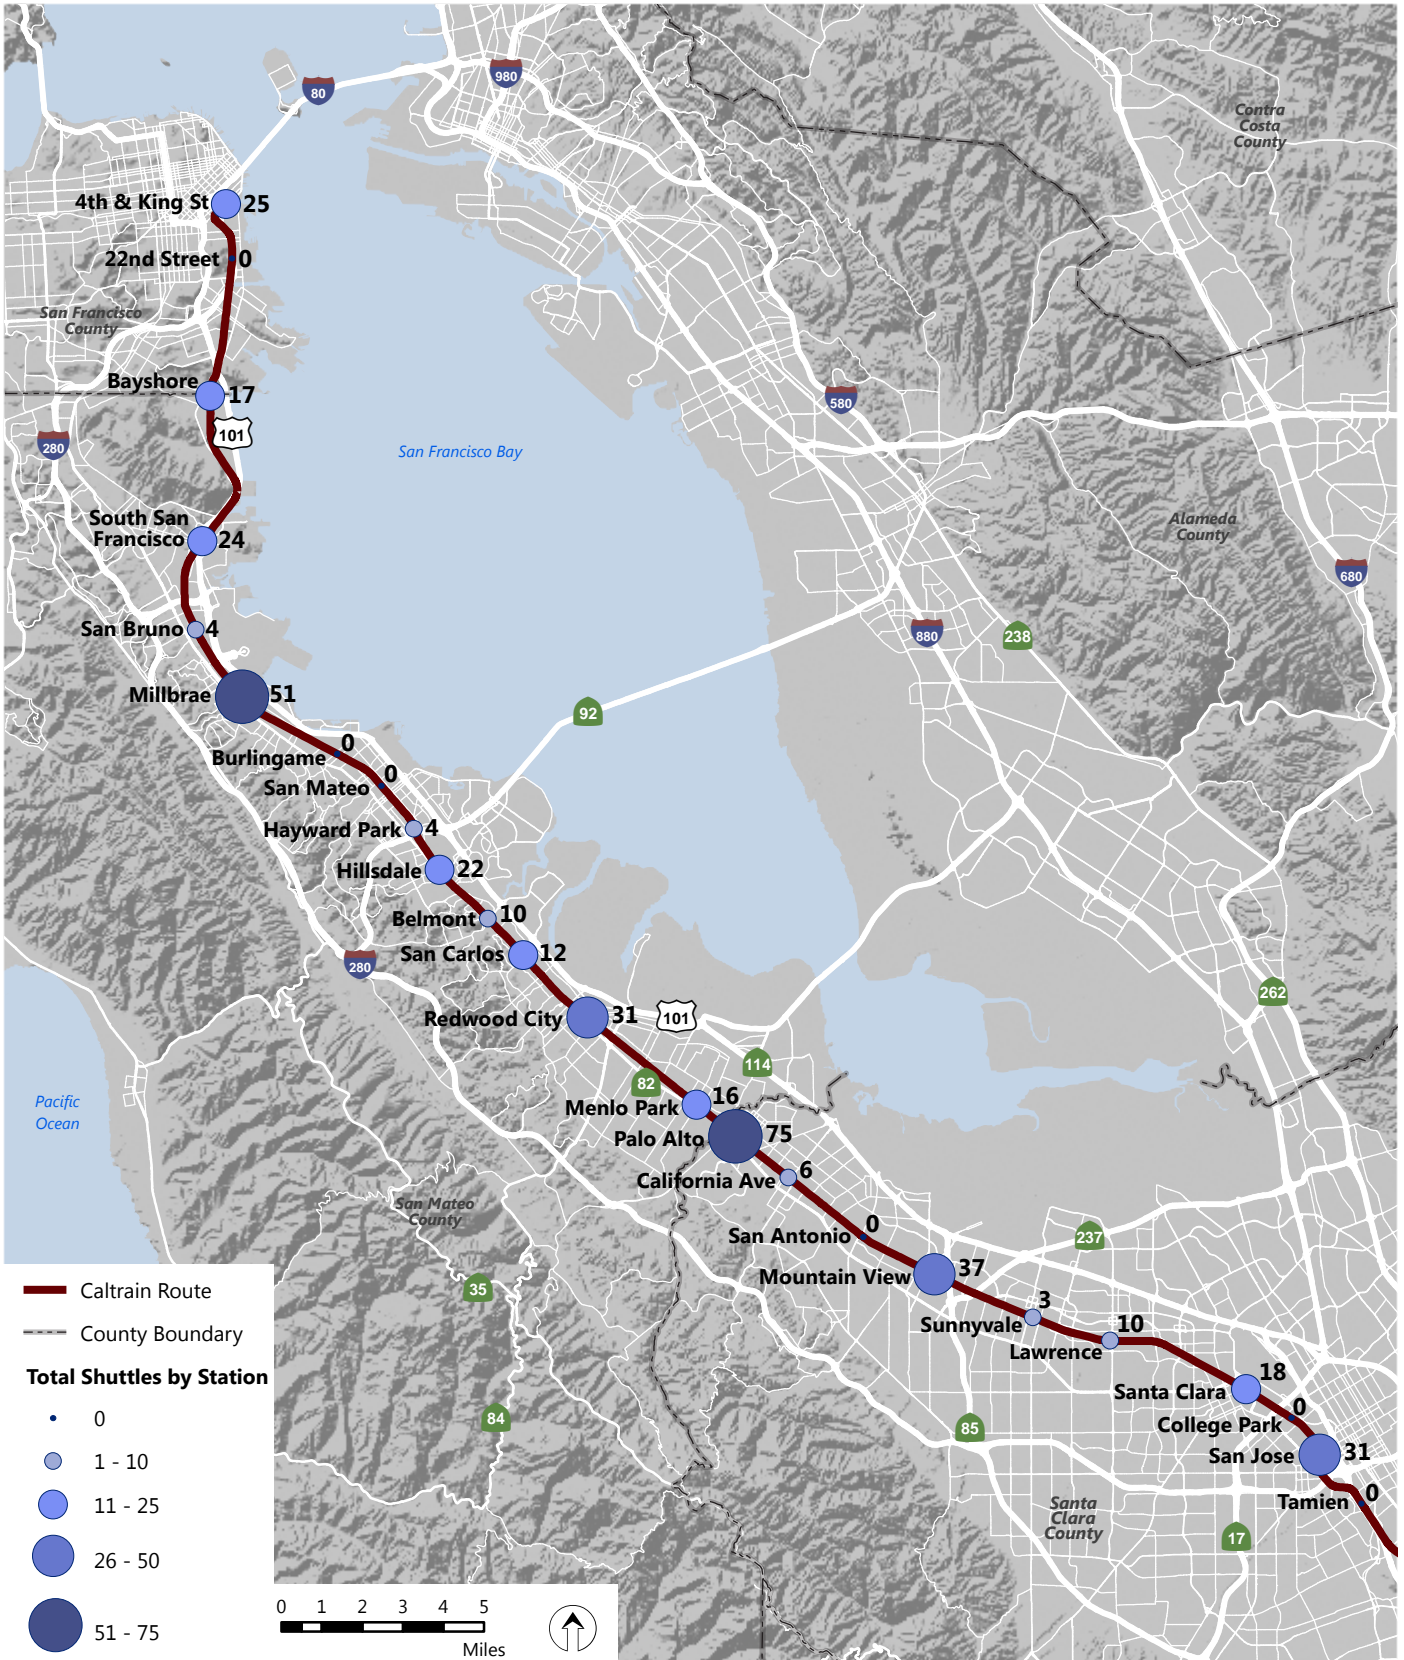 80
980
Contra
Costa
County
4th & King St
25
22nd Street
0
San Francisco
County
Bayshore
17
580
101
280
San Francisco Bay
South San
Francisco
24
Alameda
County
680
San Bruno
4
880
238
Millbrae
51
92
Burlingame
0
San Mateo
0
Hayward Park
4
Hillsdale
22
Belmont
10
San Carlos
12
280
262
Redwood City
31
101
114
82
Pacific
Ocean
Menlo Park
16
Palo Alto
75
California Ave
6
San Mateo
County
San Antonio
0
237
Mountain View
37
35
Sunnyvale
3
Lawrence
10
Santa Clara
18
College Park
0
84
85
San Jose
31
Tamien
0
Santa
Clara
County
17
Caltrain Route
County Boundary
Total Shuttles by Station
0
1 - 10
11 - 25
26 - 50
51 - 75
0 1 2 3 4 5
Miles